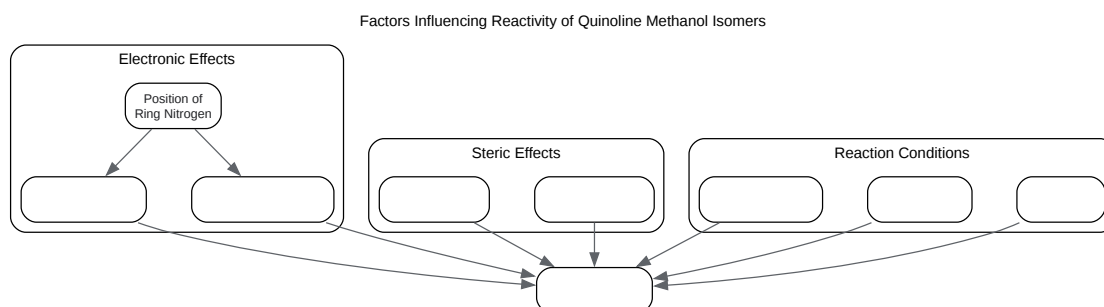 Factors Influencing Reactivity of Quinoline Methanol Isomers
Electronic Effects
Position of
Ring Nitrogen
Steric Effects
Reaction Conditions